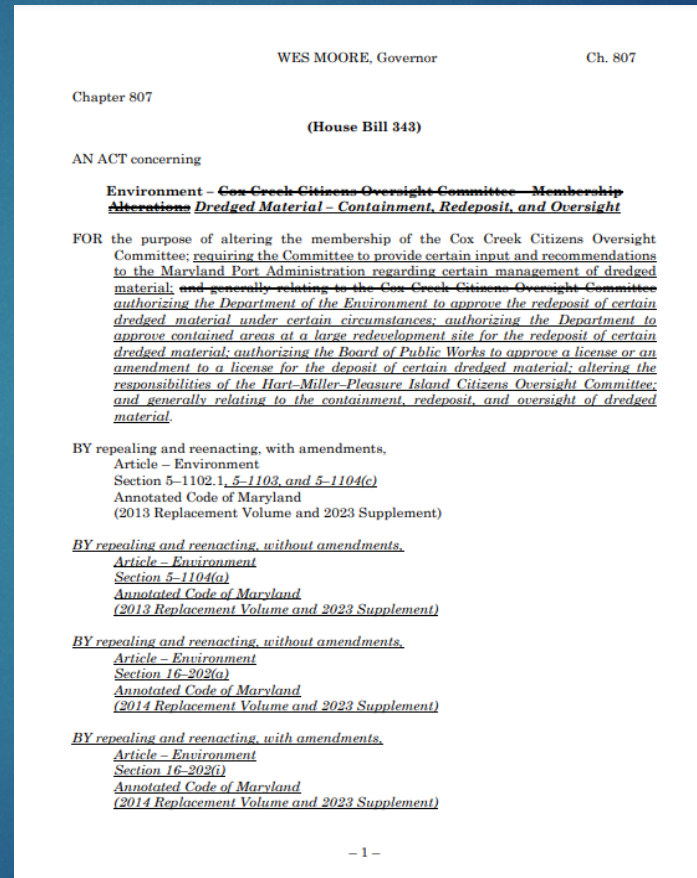 WES MOORE, Governor Ch. 807
Chapter 807
(House Bill 343)
AN ACT concerning
Environment – Cox Creek Citizens Oversight Committee – Membership
Alterations Dredged Material – Containment, Redeposit, and Oversight
FOR the purpose of altering the membership of the Cox Creek Citizens Oversight
Committee; requiring the Committee to provide certain input and recommendations
to the Maryland Port Administration regarding certain management of dredged
material; and generally relating to the Cox Creek Citizens Oversight Committee
authorizing the Department of the Environment to approve the redeposit of certain
dredged material under certain circumstances; authorizing the Department to
approve contained areas at a large redevelopment site for the redeposit of certain
dredged material; authorizing the Board of Public Works to approve a license or an
amendment to a license for the deposit of certain dredged material; altering the
responsibilities of the Hart–Miller–Pleasure Island Citizens Oversight Committee;
and generally relating to the containment, redeposit, and oversight of dredged
material.
BY repealing and reenacting, with amendments,
Article – Environment
Section 5–1102.1, 5–1103, and 5–1104(c)
Annotated Code of Maryland
(2013 Replacement Volume and 2023 Supplement)
BY repealing and reenacting, without amendments,
Article – Environment
Section 5–1104(a)
Annotated Code of Maryland
(2013 Replacement Volume and 2023 Supplement)
BY repealing and reenacting, without amendments,
Article – Environment
Section 16–202(a)
Annotated Code of Maryland
(2014 Replacement Volume and 2023 Supplement)
BY repealing and reenacting, with amendments,
Article – Environment
Section 16–202(i)
Annotated Code of Maryland
(2014 Replacement Volume and 2023 Supplement)
– 1 –